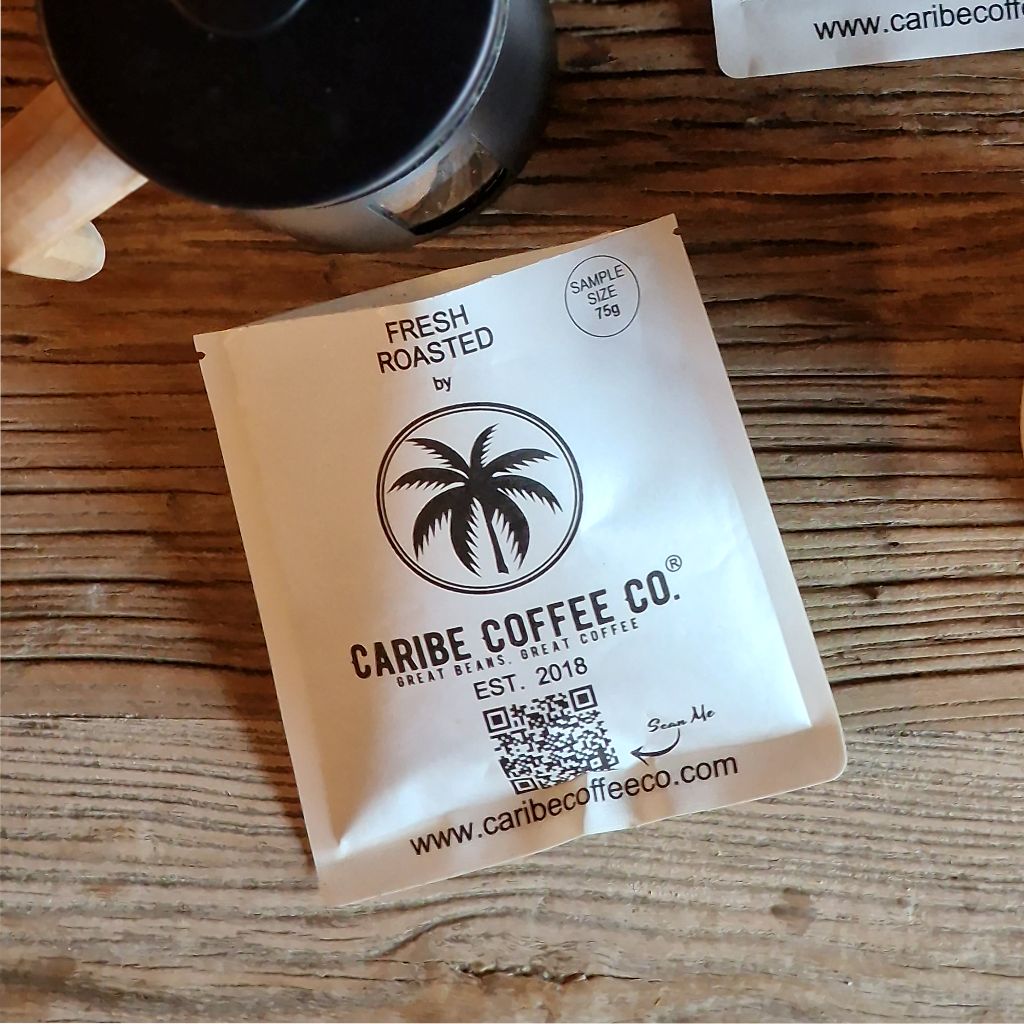 www.caribecoffe
SAMPLE
SIZE
75g
FRESH
ROASTED
by
CARIBE COFFEE CO.®
GREAT BEANS. GREAT COFFEE
EST. 2018
Scan Me
www.caribecoffeeco.com